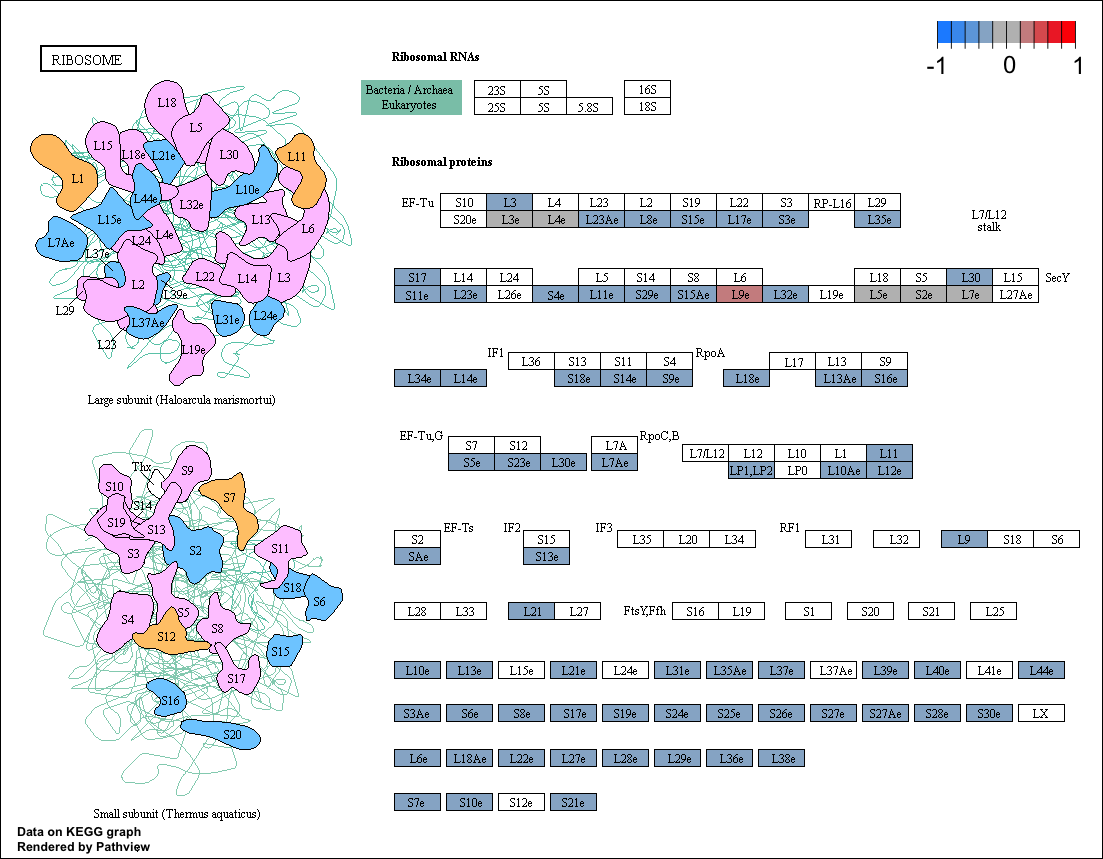 RIBOSOME
-1 0 1
Ribosomal RNAs
Bacteria / Archaea 23S 5S 16S
Eukaryotes 25S 5S 5.8S 18S
Ribosomal proteins
EF-Tu S10 L3 L4 L23 L2 S19 L22 S3 RP-L16 L29
S20e L3e L4e L23Ae L8e S15e L17e S3e L35e
L7/L12
stalk
S17 L14 L24 L5 S14 S8 L6 L18 S5 L30 L15 SecY
S11e L23e L26e S4e L11e S29e S15Ae L9e L32e L19e L5e S2e L7e L27Ae
IF1 L36 S13 S11 S4 RpoA L17 L13 S9
L34e L14e S18e S14e S9e L18e L13Ae S16e
EF-Tu,G S7 S12 L7A RpoC,B L7/L12 L12 L10 L1 L11
S5e S23e L30e L7Ae LP1,LP2 LP0 L10Ae L12e
S2 EF-Ts IF2 S15 IF3 L35 L20 L34 RF1 L31 L32 L9 S18 S6
SAe S13e
L28 L33 L21 L27 FtsY,Ffh S16 L19 S1 S20 S21 L25
L10e L13e L15e L21e L24e L31e L35Ae L37e L37Ae L39e L40e L41e L44e
S3Ae S6e S8e S17e S19e S24e S25e S26e S27e S27Ae S28e S30e LX
L6e L18Ae L22e L27e L28e L29e L36e L38e
S7e S10e S12e S21e
L18
L5
L15 L18e L21e L30 L11
L1
L10e
L44e L32e
L15e L13
L6
L7Ae L24 L4e
L37e
L2 L22 L14 L3
L39e
L29
L37Ae L31e L24e
L23
L19e
Large subunit (Haloarcula marismortui)
Thx S9
S10 S7
S14
S19 S13
S3 S2 S11
S18
S6
S4 S5
S8
S12
S15
S17
S16
S20
Small subunit (Thermus aquaticus)
Data on KEGG graph
Rendered by Pathview